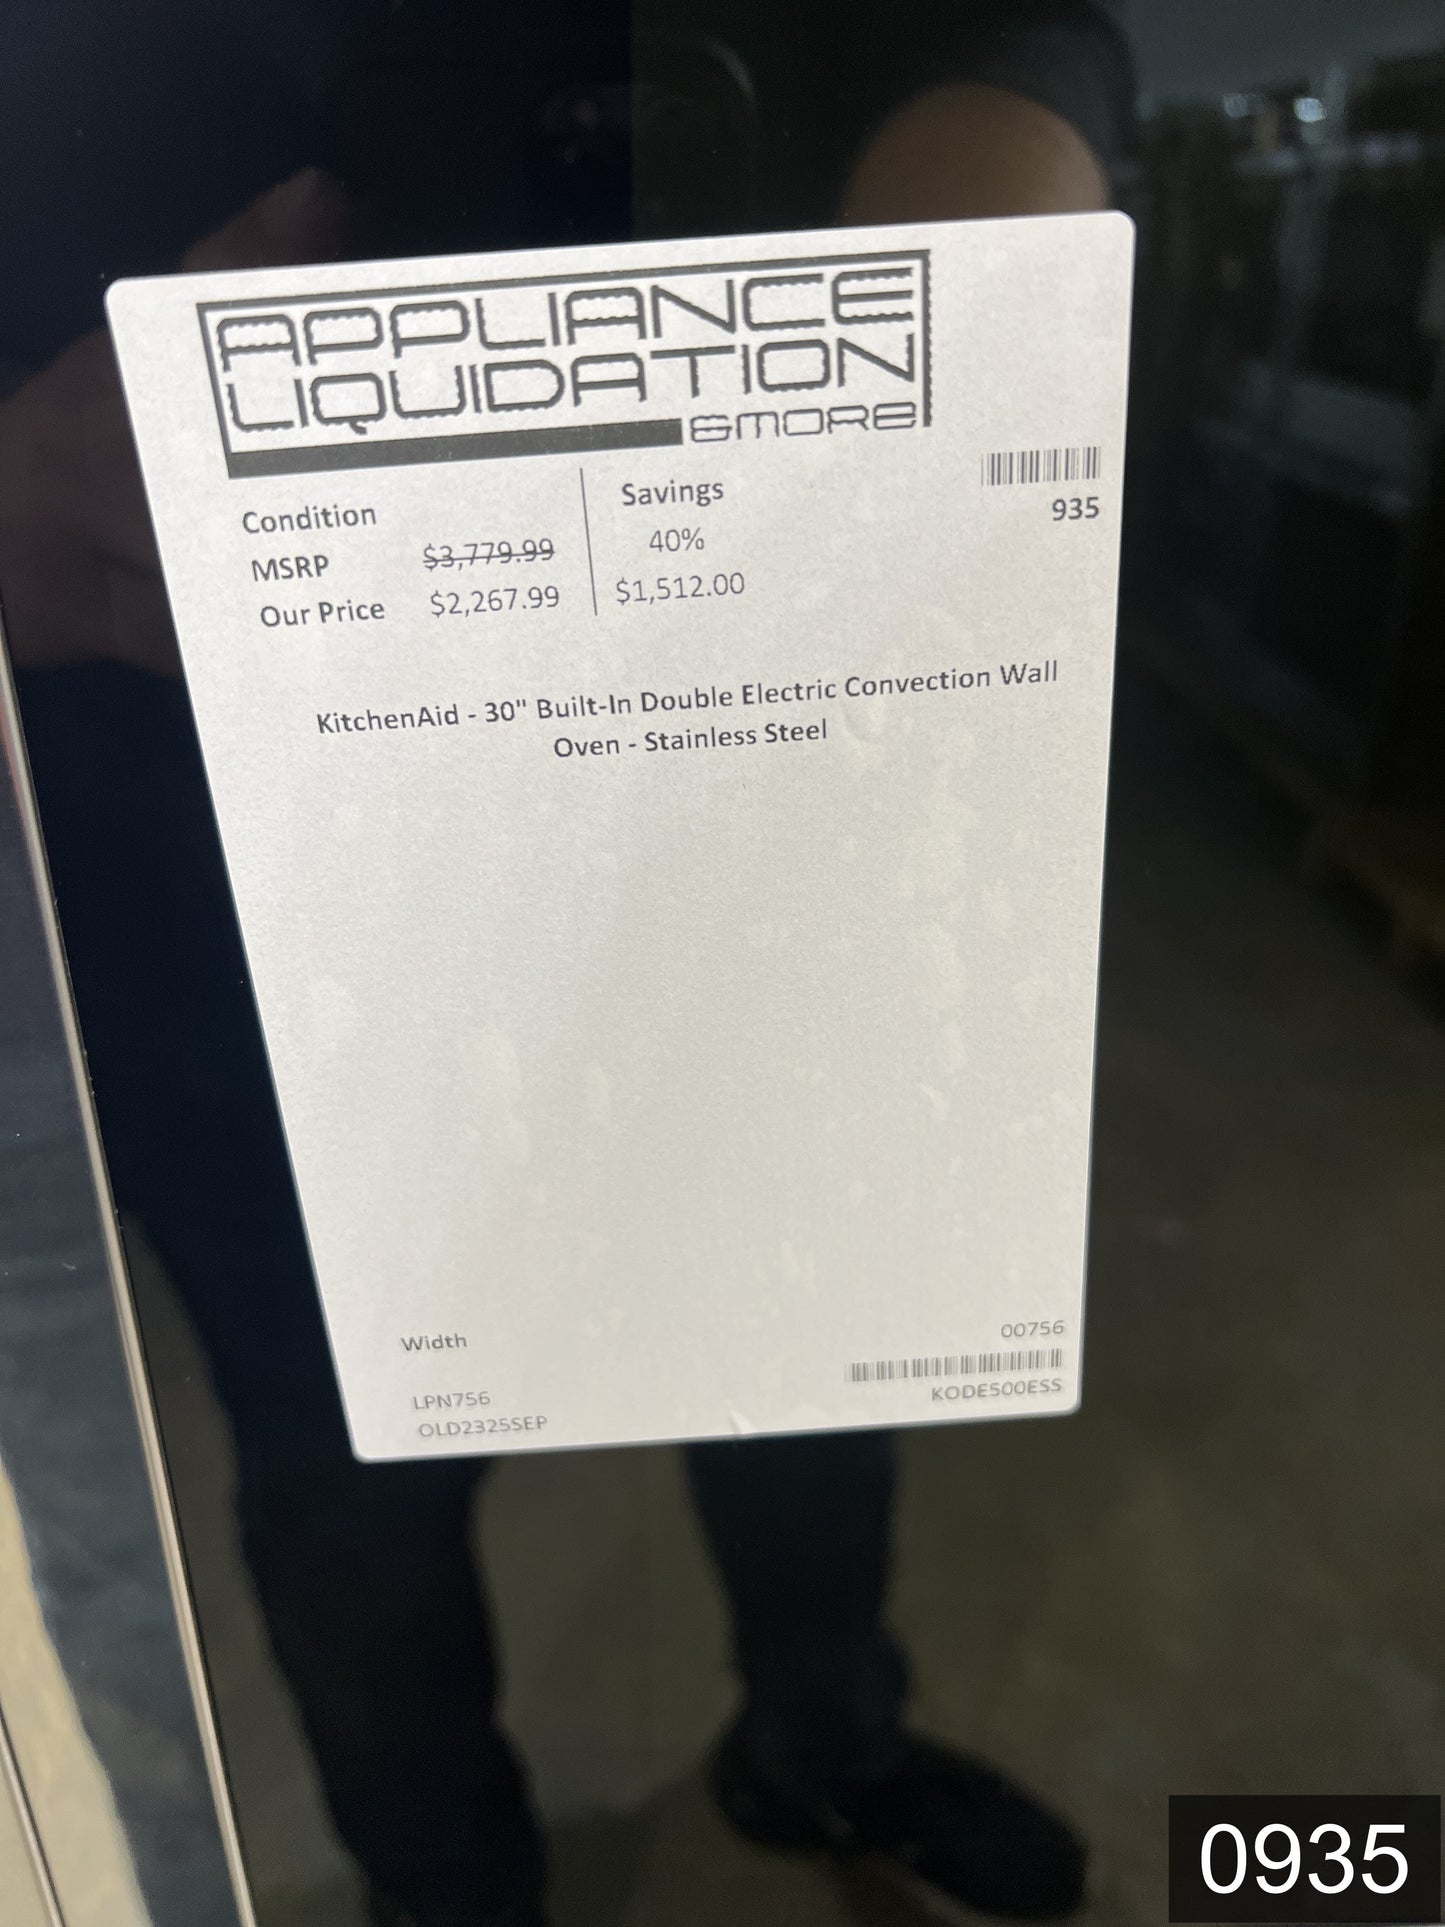 APPLIANCE
LIQUIDATION
&MORE
Condition
MSRP $3,779.99
Our Price $2,267.99
Savings
40%
$1,512.00
935
KitchenAid - 30" Built-In Double Electric Convection Wall
Oven - Stainless Steel
Width
LPN756
OLD2325SEP
00756
KODE500ESS
0935